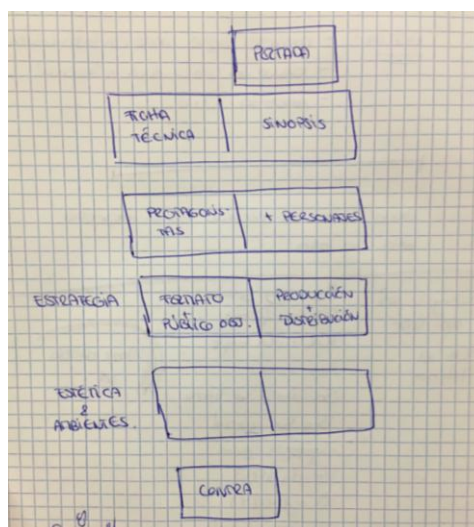 PORTADA
FICHA
TÉCNICA
SINOPSIS
PROTAGONIS-
TAS
+ PERSONAJES
ESTRATEGIA
FORMATO
+
PÚBLICO OBJ.
PRODUCCIÓN
+
DISTRIBUCIÓN
ESTÉTICA
&
AMBIENTES.
CONTRA